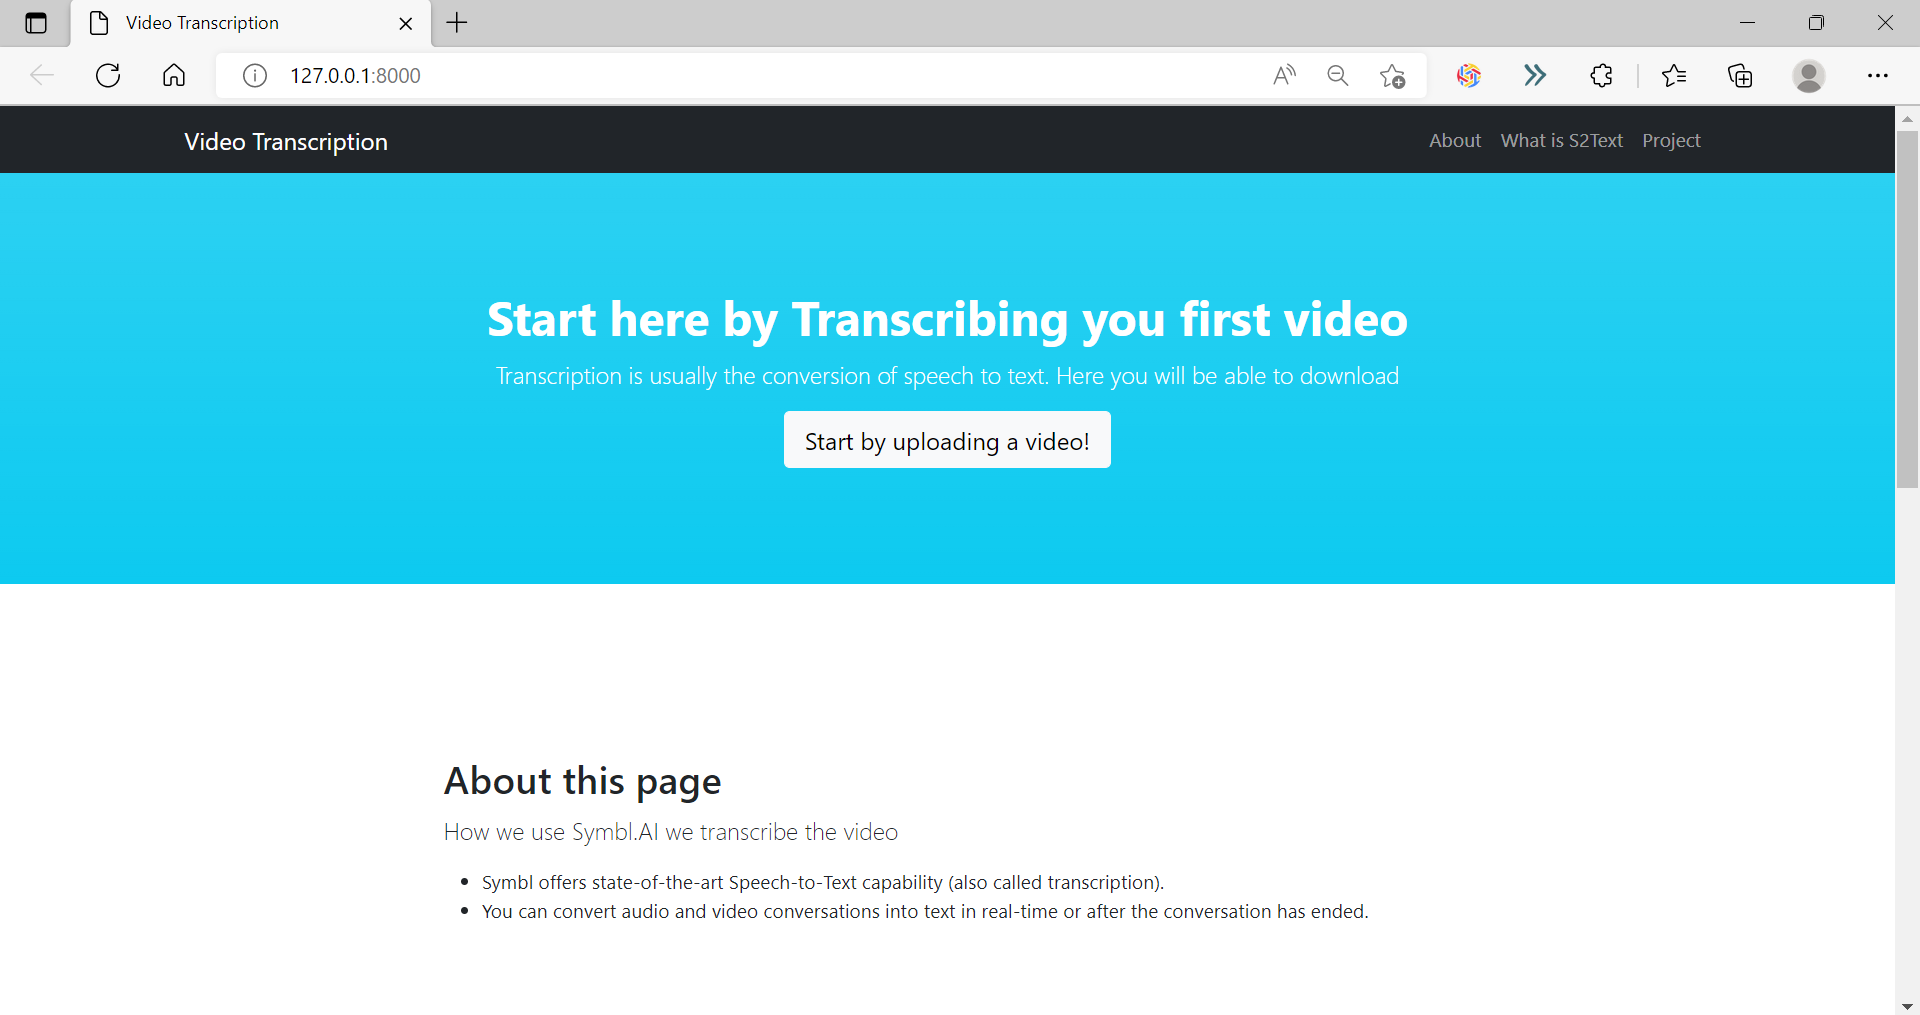 Video Transcription
127.0.0.1:8000
Video Transcription
About What is S2Text Project
Start here by Transcribing you first video
Transcription is usually the conversion of speech to text. Here you will be able to download
Start by uploading a video!
About this page
How we use Symbl.AI we transcribe the video
• Symbl offers state-of-the-art Speech-to-Text capability (also called transcription).
• You can convert audio and video conversations into text in real-time or after the conversation has ended.